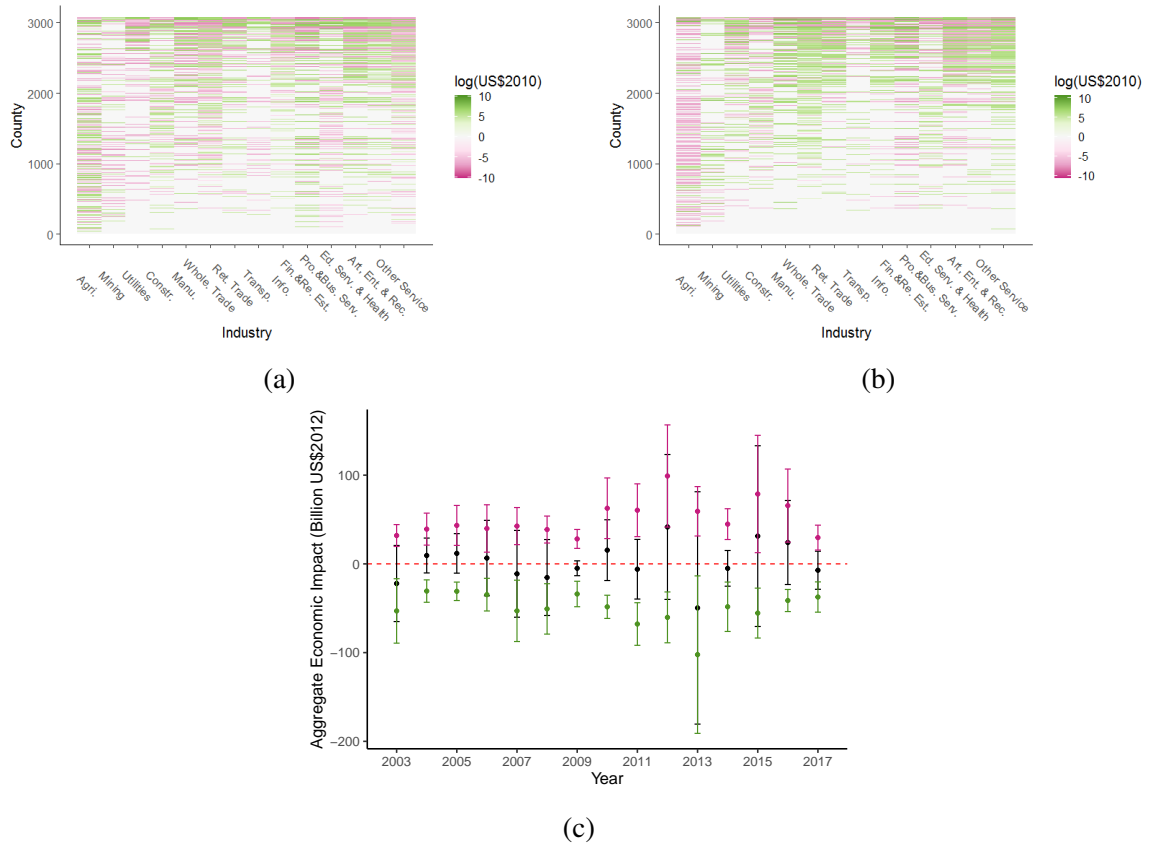 3000
2000
1000
0
County
Agri.
Mining
Utilities
Constr.
Manu.
Whole. Trade
Ret. Trade
Transp.
Info.
Fin.&Re. Est.
Pro.&Bus. Serv.
Ed. Serv. & Health
Art., Ent. & Rec.
Other Service
Industry
log(US$2010)
10
5
0
-5
-10
(a)
3000
2000
1000
0
County
Agri.
Mining
Utilities
Constr.
Manu.
Whole. Trade
Ret. Trade
Transp.
Info.
Fin.&Re. Est.
Pro.&Bus. Serv.
Ed. Serv. & Health
Art., Ent. & Rec.
Other Service
Industry
log(US$2010)
10
5
0
-5
-10
(b)
Aggregate Economic Impact (Billion US$2012)
100
0
−100
−200
2003 2005 2007 2009 2011 2013 2015 2017
Year
(c)